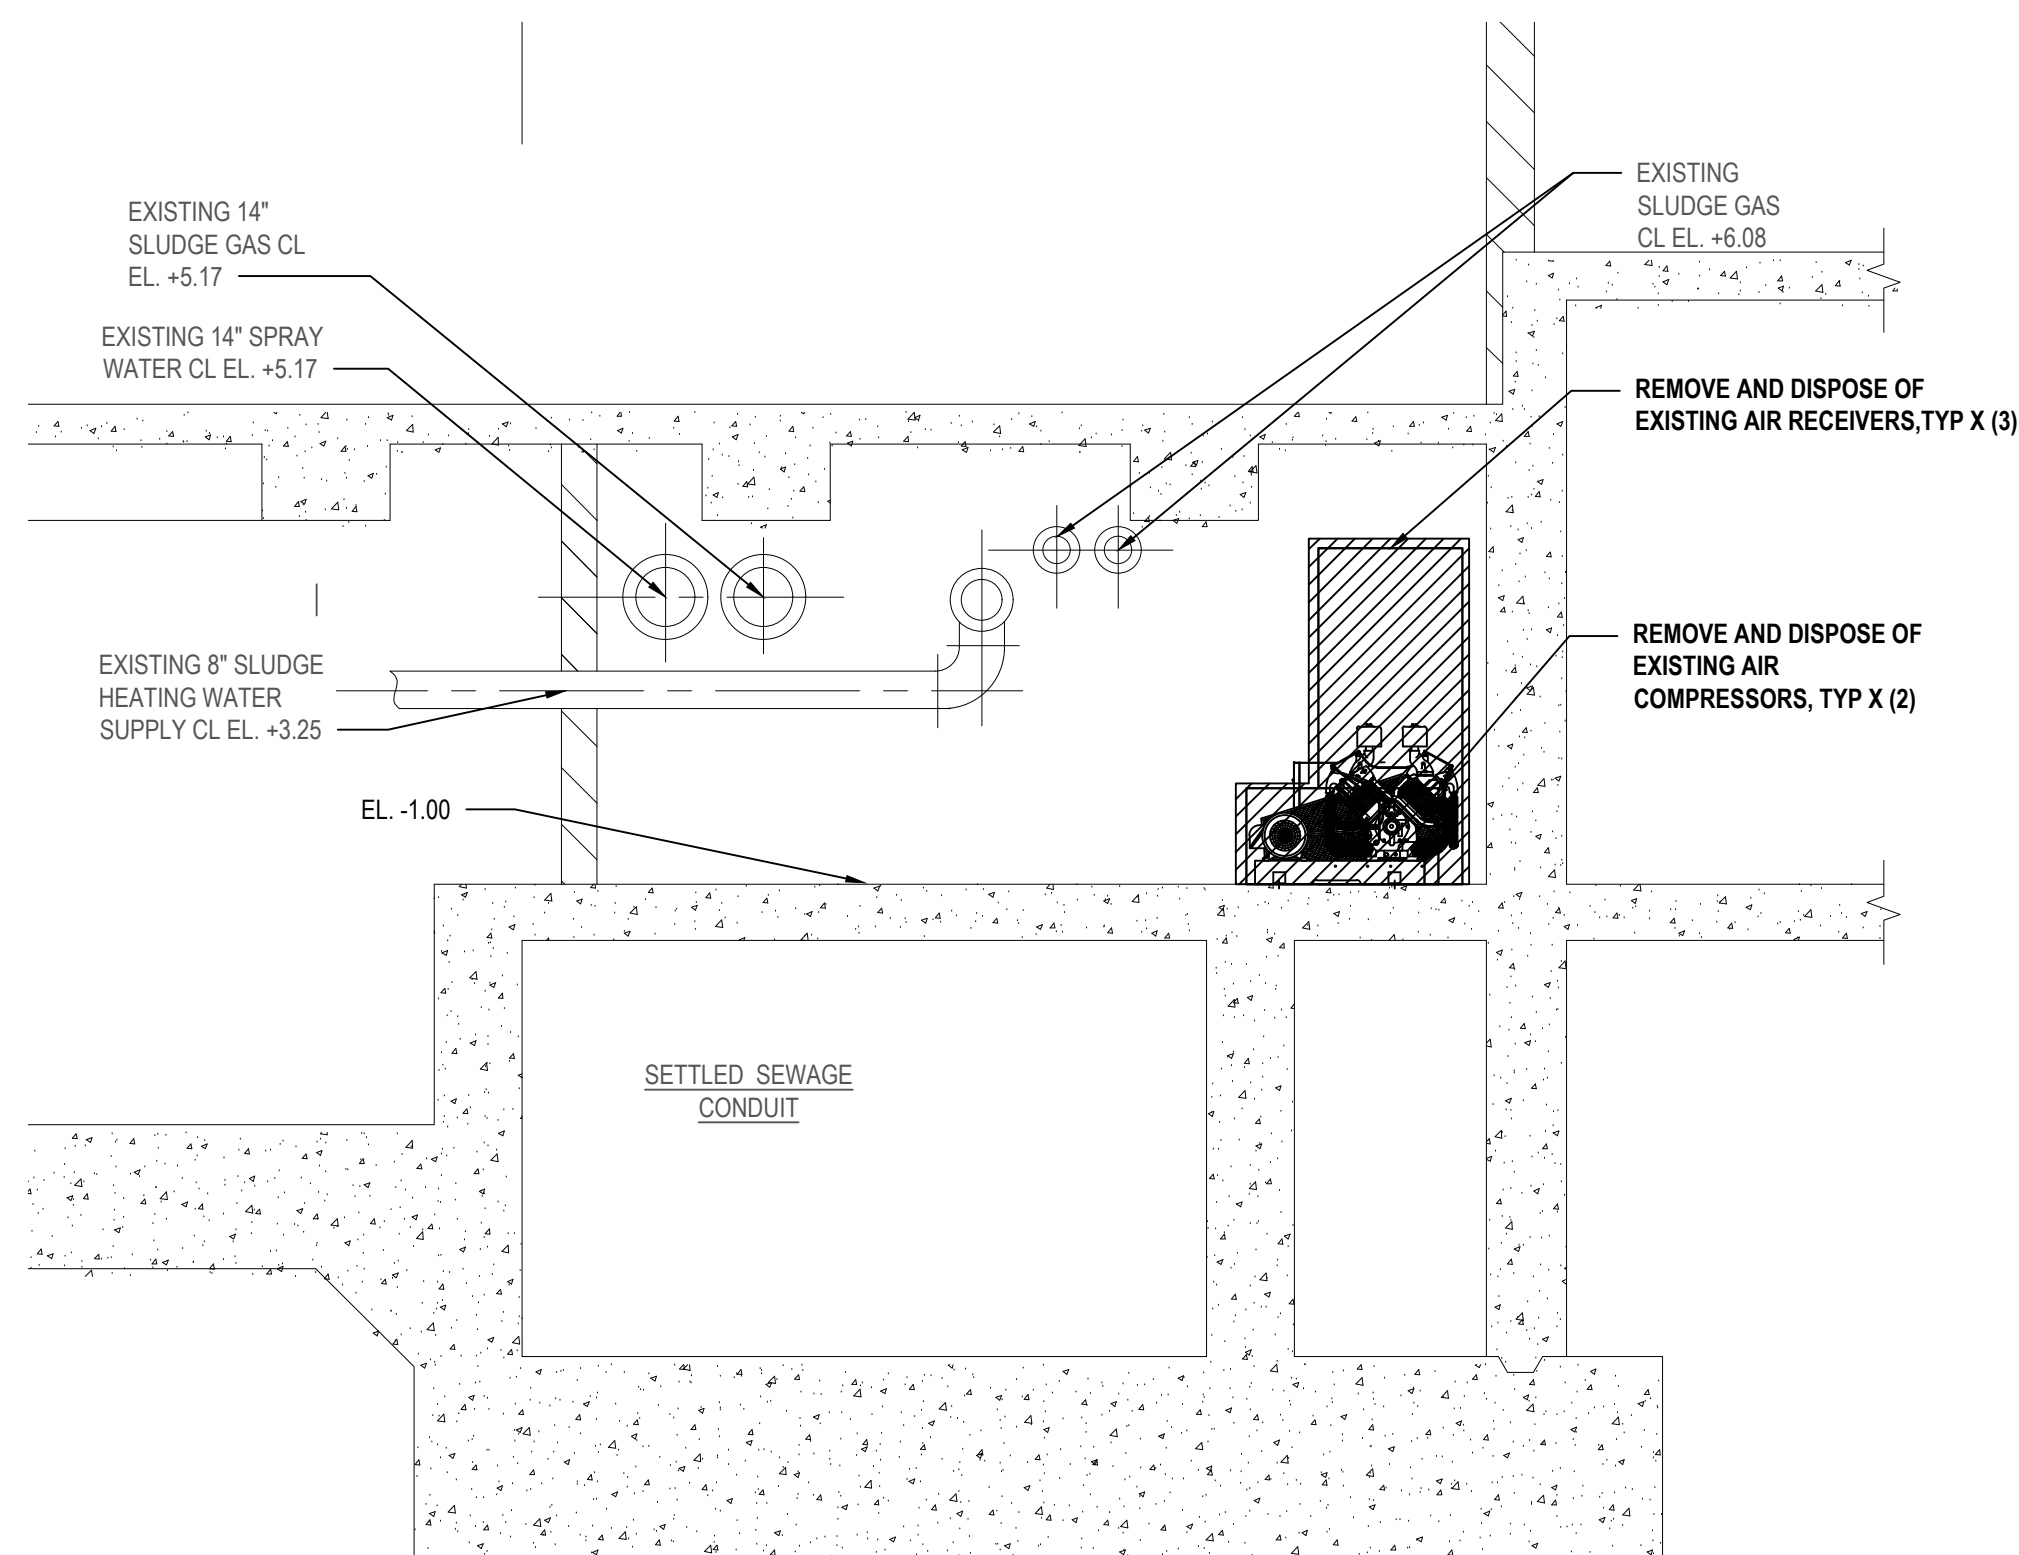 EXISTING 14"
SLUDGE GAS CL
EL. +5.17
EXISTING 14" SPRAY
WATER CL EL. +5.17
EXISTING
SLUDGE GAS
CL EL. +6.08
REMOVE AND DISPOSE OF
EXISTING AIR RECEIVERS,TYP X (3)
REMOVE AND DISPOSE OF
EXISTING AIR
COMPRESSORS, TYP X (2)
EXISTING 8" SLUDGE
HEATING WATER
SUPPLY CL EL. +3.25
EL. -1.00
SETTLED SEWAGE
CONDUIT